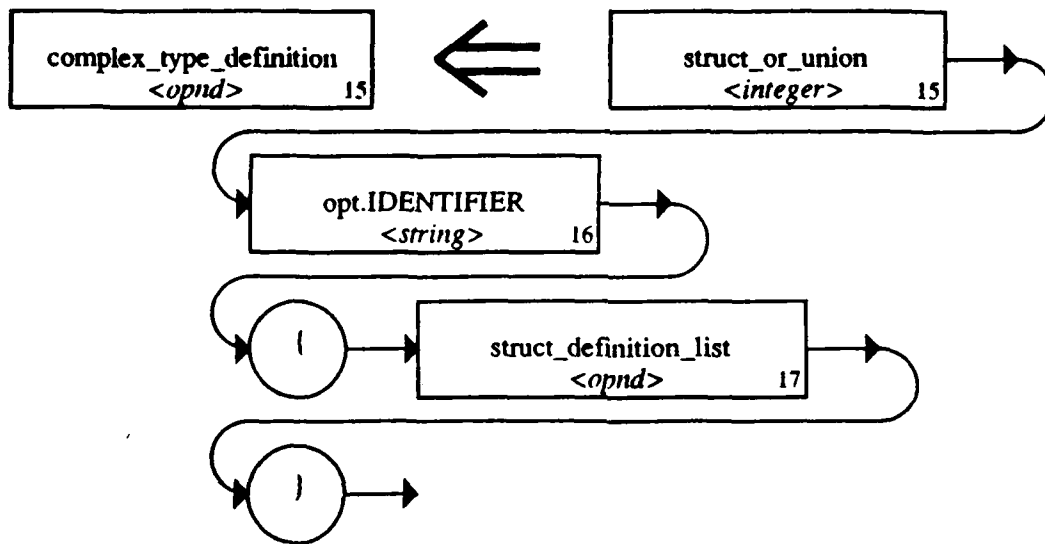 complex_type_definition
<opnd> 15
struct_or_union
<integer> 15
opt.IDENTIFIER
<string> 16
{
struct_definition_list
<opnd> 17
}